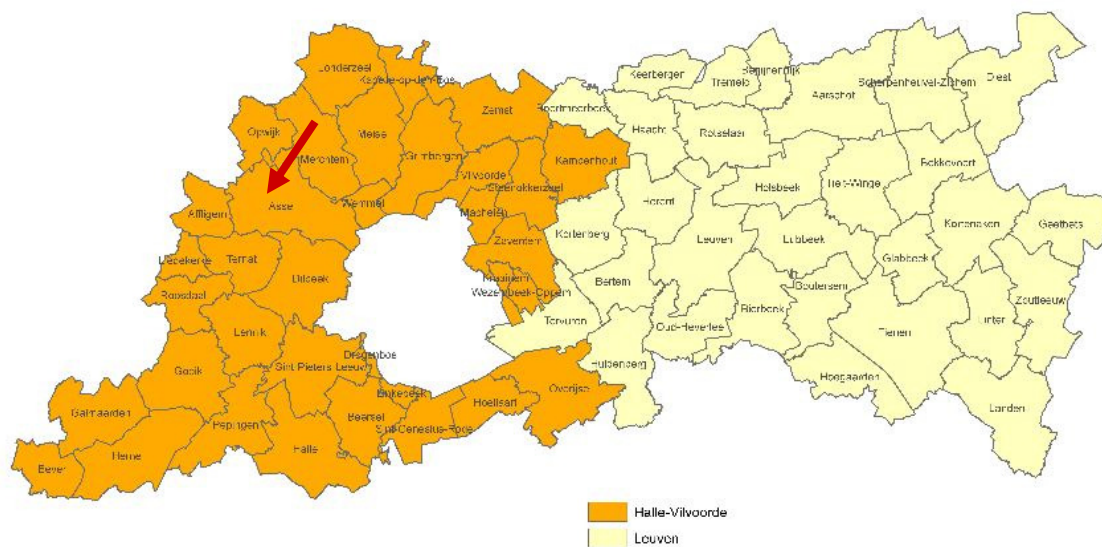 Londerzeel
Kapelle-op-den-Bos
Keerbergen
Tremelo
Begijnendijk
Aarschot
Scherpenheuvel-Zichem
Diest
Opwijk
Merchtem
Meise
Grimbergen
Zemst
Boortmeerbeek
Haacht
Rotselaar
Vilvoorde
Steenokkerzeel
Kampenhout
Holsbeek
Tielt-Winge
Bekkevoort
Affligem
Asse
Wemmel
Machelen
Zaventem
Herent
Kortenberg
Leuven
Lubbeek
Glabbeek
Kortenaken
Geetbets
Liedekerke
Ternat
Dilbeek
Kraainem
Wezembeek-Oppem
Bertem
Boutersem
Roosdaal
Lennik
Tervuren
Oud-Heverlee
Bierbeek
Tienen
Linter
Zoutleeuw
Gooik
Sint-Pieters-Leeuw
Drogenbos
Huldenberg
Hoegaarden
Galmaarden
Pepingen
Beersel
Linkebeek
Sint-Genesius-Rode
Hoeilaart
Overijse
Landen
Bever
Herne
Halle
Halle-Vilvoorde
Leuven